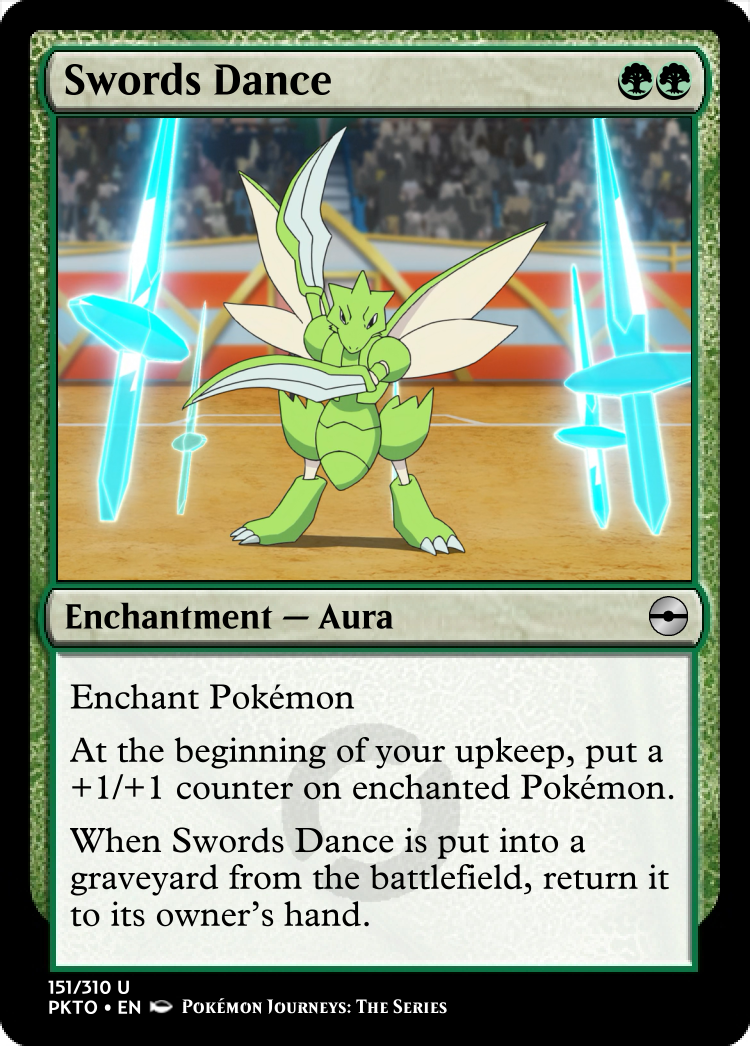 Swords Dance
Enchantment — Aura
Enchant Pokémon
At the beginning of your upkeep, put a
+1/+1 counter on enchanted Pokémon.
When Swords Dance is put into a
graveyard from the battlefield, return it
to its owner's hand.
151/310 U
PKTO • EN Pokémon Journeys: The Series